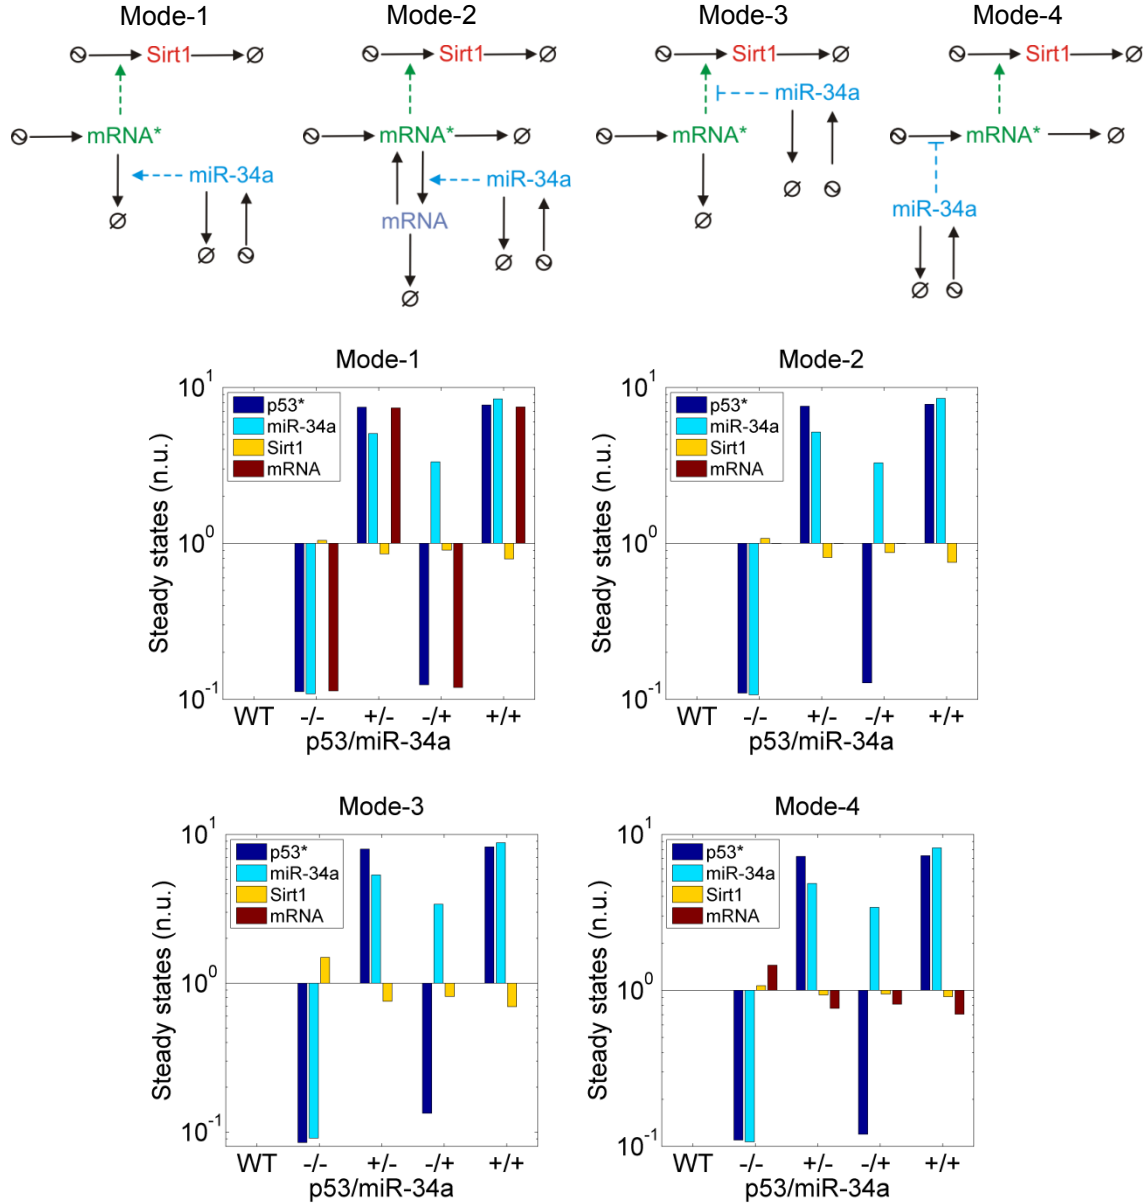 Mode-1 Mode-2 Mode-3 Mode-4
Sirt1 Sirt1 Sirt1 Sirt1
miR-34a
mRNA* mRNA* mRNA* mRNA*
miR-34a miR-34a
mRNA miR-34a
Mode-1 Mode-2
10^1 10^1
p53* p53*
miR-34a miR-34a
Sirt1 Sirt1
mRNA mRNA
Steady states (n.u.) Steady states (n.u.)
10^0 10^0
10^-1 10^-1
WT -/- +/- -/+ +/+ WT -/- +/- -/+ +/+
p53/miR-34a p53/miR-34a
Mode-3 Mode-4
10^1 10^1
p53* p53*
miR-34a miR-34a
Sirt1 Sirt1
mRNA mRNA
Steady states (n.u.) Steady states (n.u.)
10^0 10^0
10^-1 10^-1
WT -/- +/- -/+ +/+ WT -/- +/- -/+ +/+
p53/miR-34a p53/miR-34a